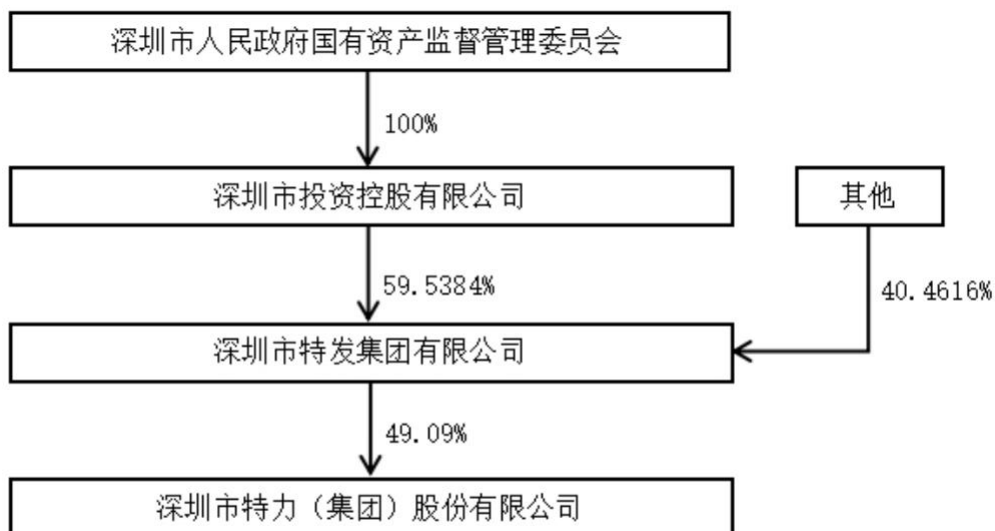 深圳市人民政府国有资产监督管理委员会
100%
深圳市投资控股有限公司
其他
59.5384%
40.4616%
深圳市特发集团有限公司
49.09%
深圳市特力（集团）股份有限公司